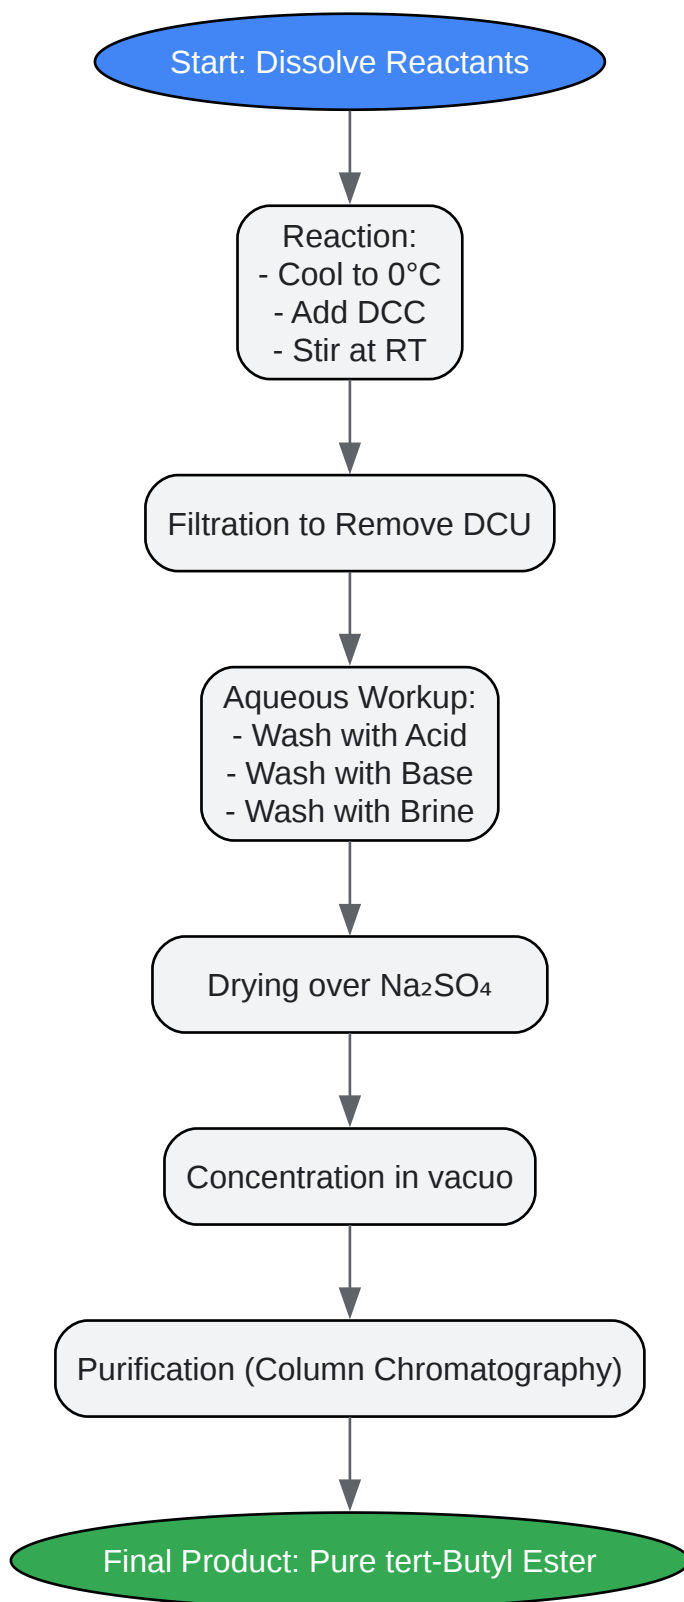 Start: Dissolve Reactants
Reaction:
- Cool to 0°C
- Add DCC
- Stir at RT
Filtration to Remove DCU
Aqueous Workup:
- Wash with Acid
- Wash with Base
- Wash with Brine
Drying over Na₂SO₄
Concentration in vacuo
Purification (Column Chromatography)
Final Product: Pure tert-Butyl Ester